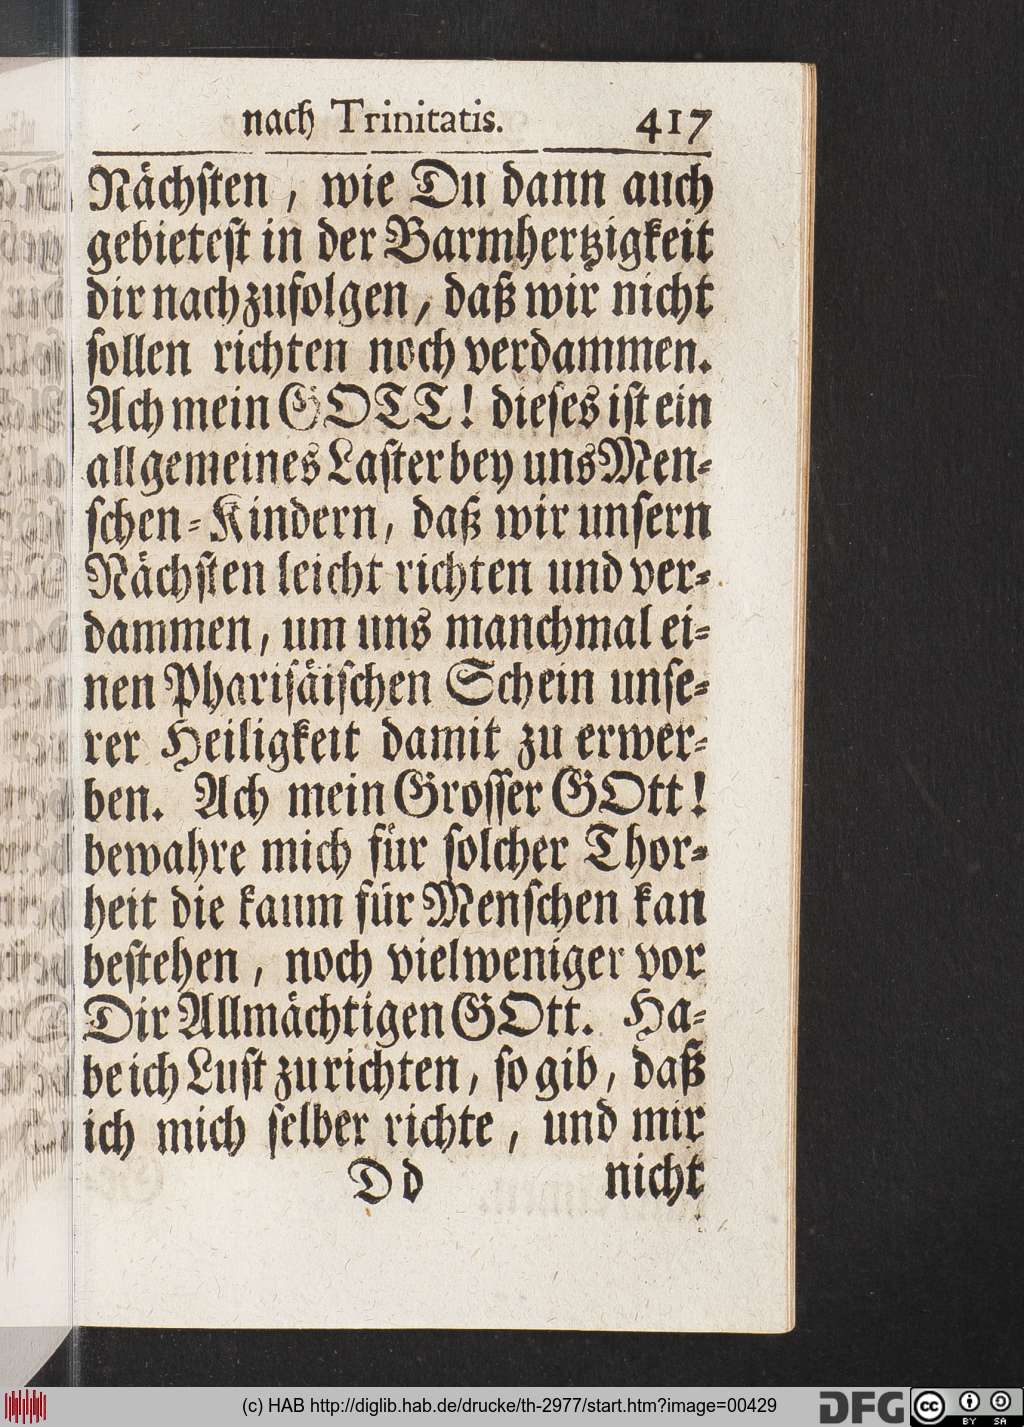 nach Trinitatis. 417
Nächsten, wie Du dann auch
gebietest in der Barmhertzigkeit
dir nachzufolgen, daß wir nicht
sollen richten noch verdammen.
Ach mein GOTT! dieses ist ein
allgemeines Laster bey uns Men-
schen-Kindern, daß wir unsern
Nächsten leicht richten und ver-
dammen, um uns manchmal ei-
nen Pharisäischen Schein unse-
rer Heiligkeit damit zu erwer-
ben. Ach mein Grosser GOtt!
bewahre mich für solcher Thor-
heit die kaum für Menschen kan
bestehen, noch vielweniger vor
Dir Allmächtigen GOtt. Ha-
be ich Lust zu richten, so gib, daß
ich mich selber richte, und mir
Dd nicht
(c) HAB http://diglib.hab.de/drucke/th-2977/start.htm?image=00429
DFG
cc BY SA